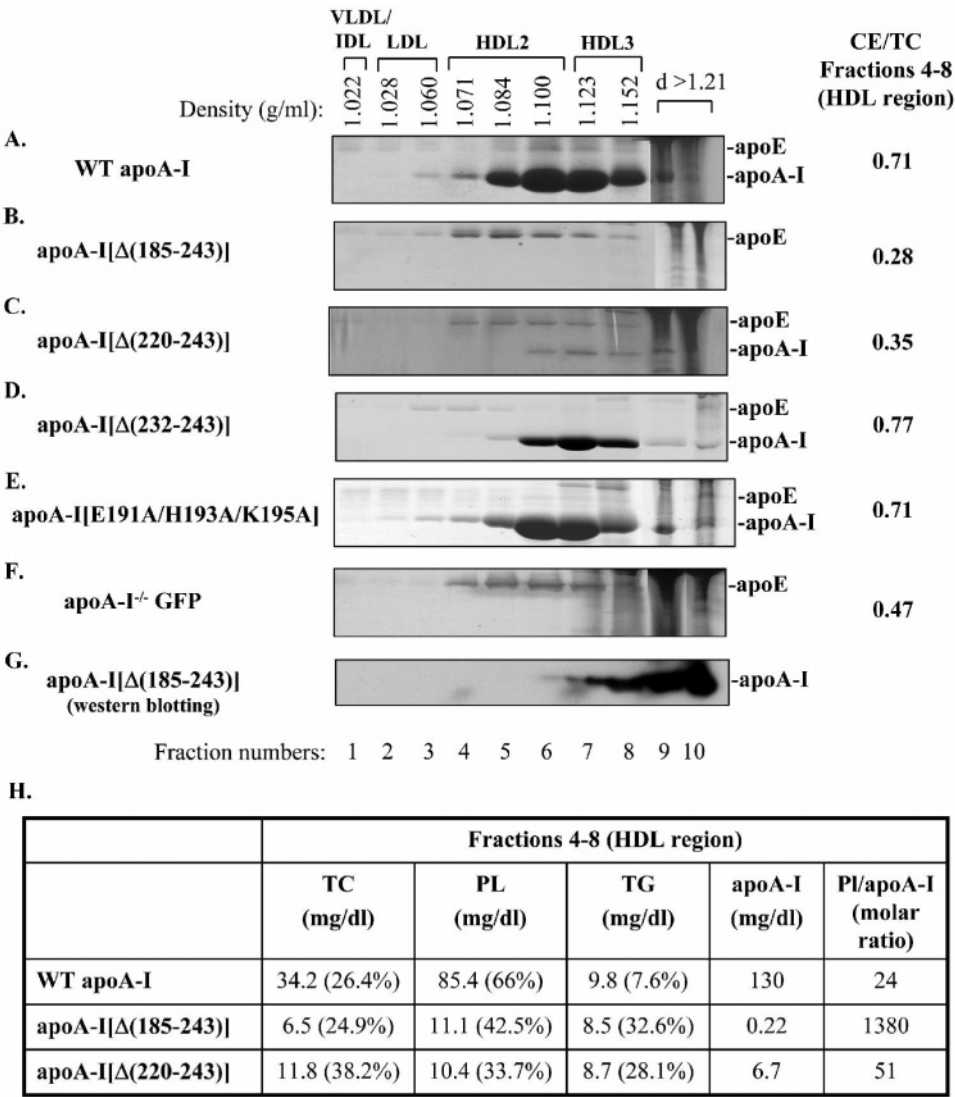 VLDL/
IDL LDL HDL2 HDL3 CE/TC
Fractions 4-8
(HDL region)
d >1.21
Density (g/ml): 1.022 1.028 1.060 1.071 1.084 1.100 1.123 1.152
A.
WT apoA-I -apoE
-apoA-I 0.71
B.
apoA-I[Δ(185-243)] -apoE 0.28
C.
apoA-I[Δ(220-243)] -apoE
-apoA-I 0.35
D.
apoA-I[Δ(232-243)] -apoE
-apoA-I 0.77
E.
apoA-I[E191A/H193A/K195A] -apoE
-apoA-I 0.71
F.
apoA-I-/- GFP -apoE 0.47
G.
apoA-I[Δ(185-243)] -apoA-I
(western blotting)
Fraction numbers: 1 2 3 4 5 6 7 8 9 10
H.
Fractions 4-8 (HDL region)
TC PL TG apoA-I Pl/apoA-I
(mg/dl) (mg/dl) (mg/dl) (mg/dl) (molar
ratio)
WT apoA-I 34.2 (26.4%) 85.4 (66%) 9.8 (7.6%) 130 24
apoA-I[Δ(185-243)] 6.5 (24.9%) 11.1 (42.5%) 8.5 (32.6%) 0.22 1380
apoA-I[Δ(220-243)] 11.8 (38.2%) 10.4 (33.7%) 8.7 (28.1%) 6.7 51